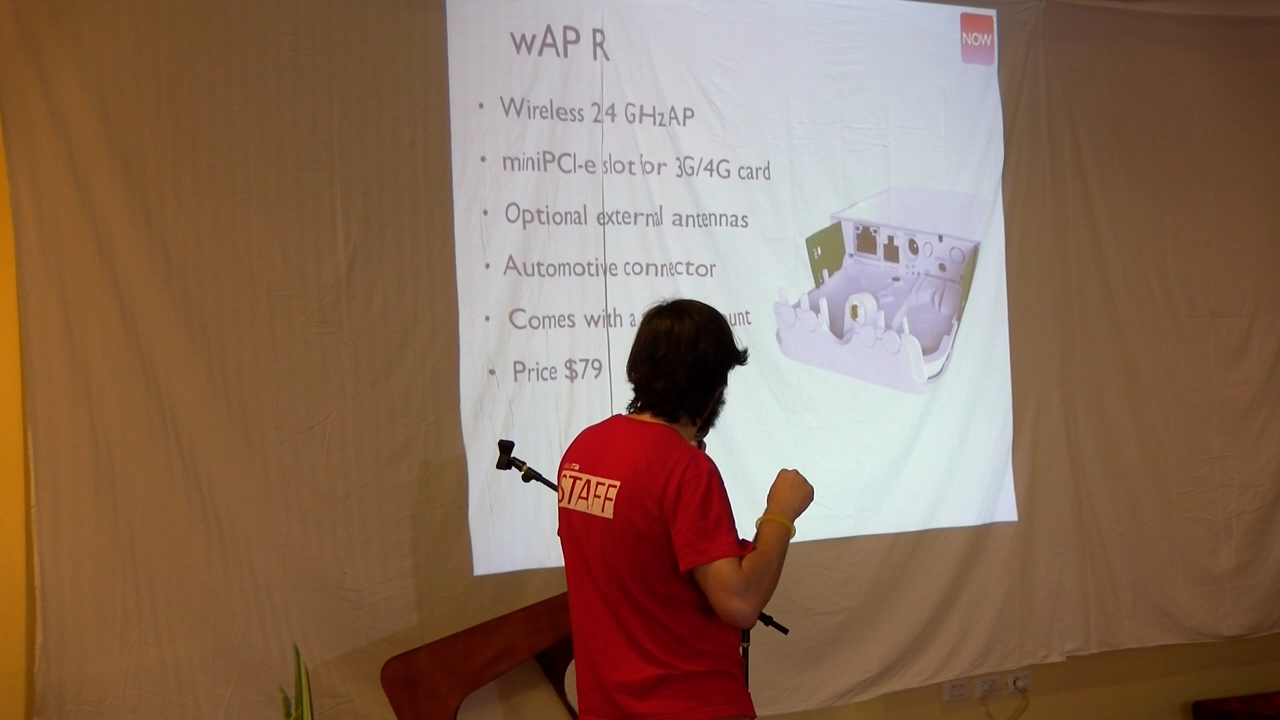 wAP R
NOW
• Wireless 2.4 GHz AP
• miniPCI-e slot for 3G/4G card
• Optional external antennas
• Automotive connector
• Comes with a
• Price $79
STAFF